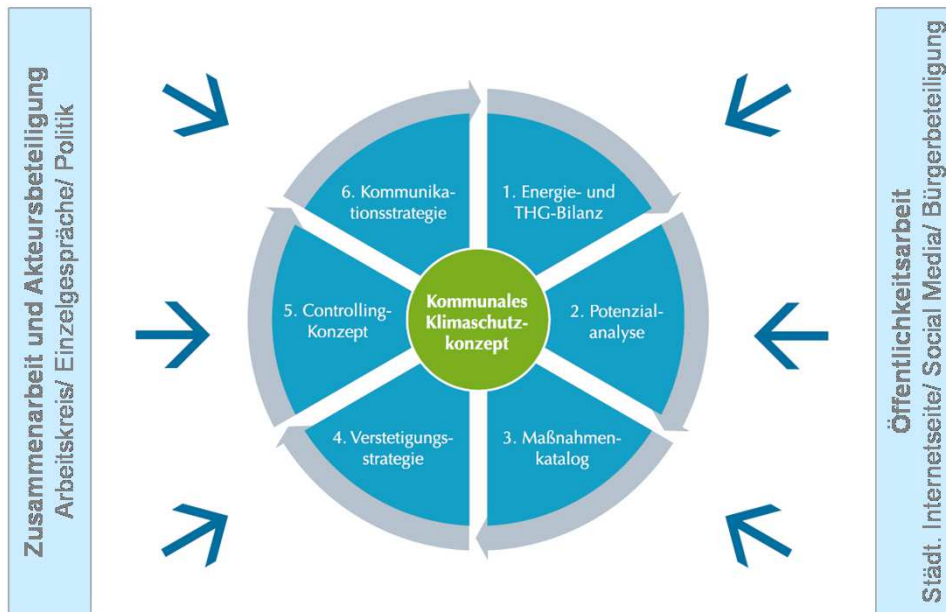 Zusammenarbeit und Akteursbeteiligung
Arbeitskreis/ Einzelgespräche/ Politik
1. Energie- und
THG-Bilanz
2. Potenzial-
analyse
3. Maßnahmen-
katalog
4. Verstetigungs-
strategie
5. Controlling-
Konzept
6. Kommunika-
tionsstrategie
Kommunales
Klimaschutz-
konzept
Öffentlichkeitsarbeit
Städt. Internetseite/ Social Media/ Bürgerbeteiligung